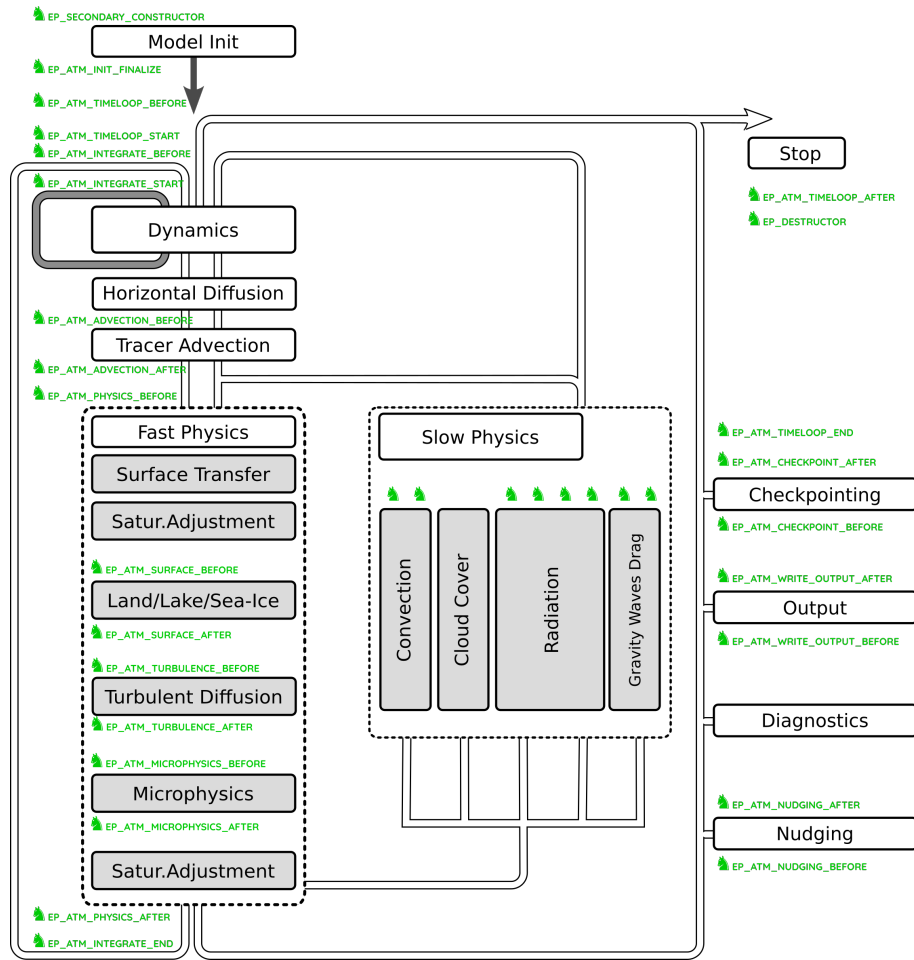 EP_SECONDARY_CONSTRUCTOR
Model Init
EP_ATM_INIT_FINALIZE
EP_ATM_TIMELOOP_BEFORE
EP_ATM_TIMELOOP_START
EP_ATM_INTEGRATE_BEFORE
EP_ATM_INTEGRATE_START
Dynamics
Horizontal Diffusion
EP_ATM_ADVECTION_BEFORE
Tracer Advection
EP_ATM_ADVECTION_AFTER
EP_ATM_PHYSICS_BEFORE
Fast Physics
Surface Transfer
Satur.Adjustment
EP_ATM_SURFACE_BEFORE
Land/Lake/Sea-Ice
EP_ATM_SURFACE_AFTER
EP_ATM_TURBULENCE_BEFORE
Turbulent Diffusion
EP_ATM_TURBULENCE_AFTER
EP_ATM_MICROPHYSICS_BEFORE
Microphysics
EP_ATM_MICROPHYSICS_AFTER
Satur.Adjustment
EP_ATM_PHYSICS_AFTER
EP_ATM_INTEGRATE_END
Slow Physics
Convection
Cloud Cover
Radiation
Gravity Waves Drag
Stop
EP_ATM_TIMELOOP_AFTER
EP_DESTRUCTOR
EP_ATM_TIMELOOP_END
EP_ATM_CHECKPOINT_AFTER
Checkpointing
EP_ATM_CHECKPOINT_BEFORE
EP_ATM_WRITE_OUTPUT_AFTER
Output
EP_ATM_WRITE_OUTPUT_BEFORE
Diagnostics
EP_ATM_NUDGING_AFTER
Nudging
EP_ATM_NUDGING_BEFORE